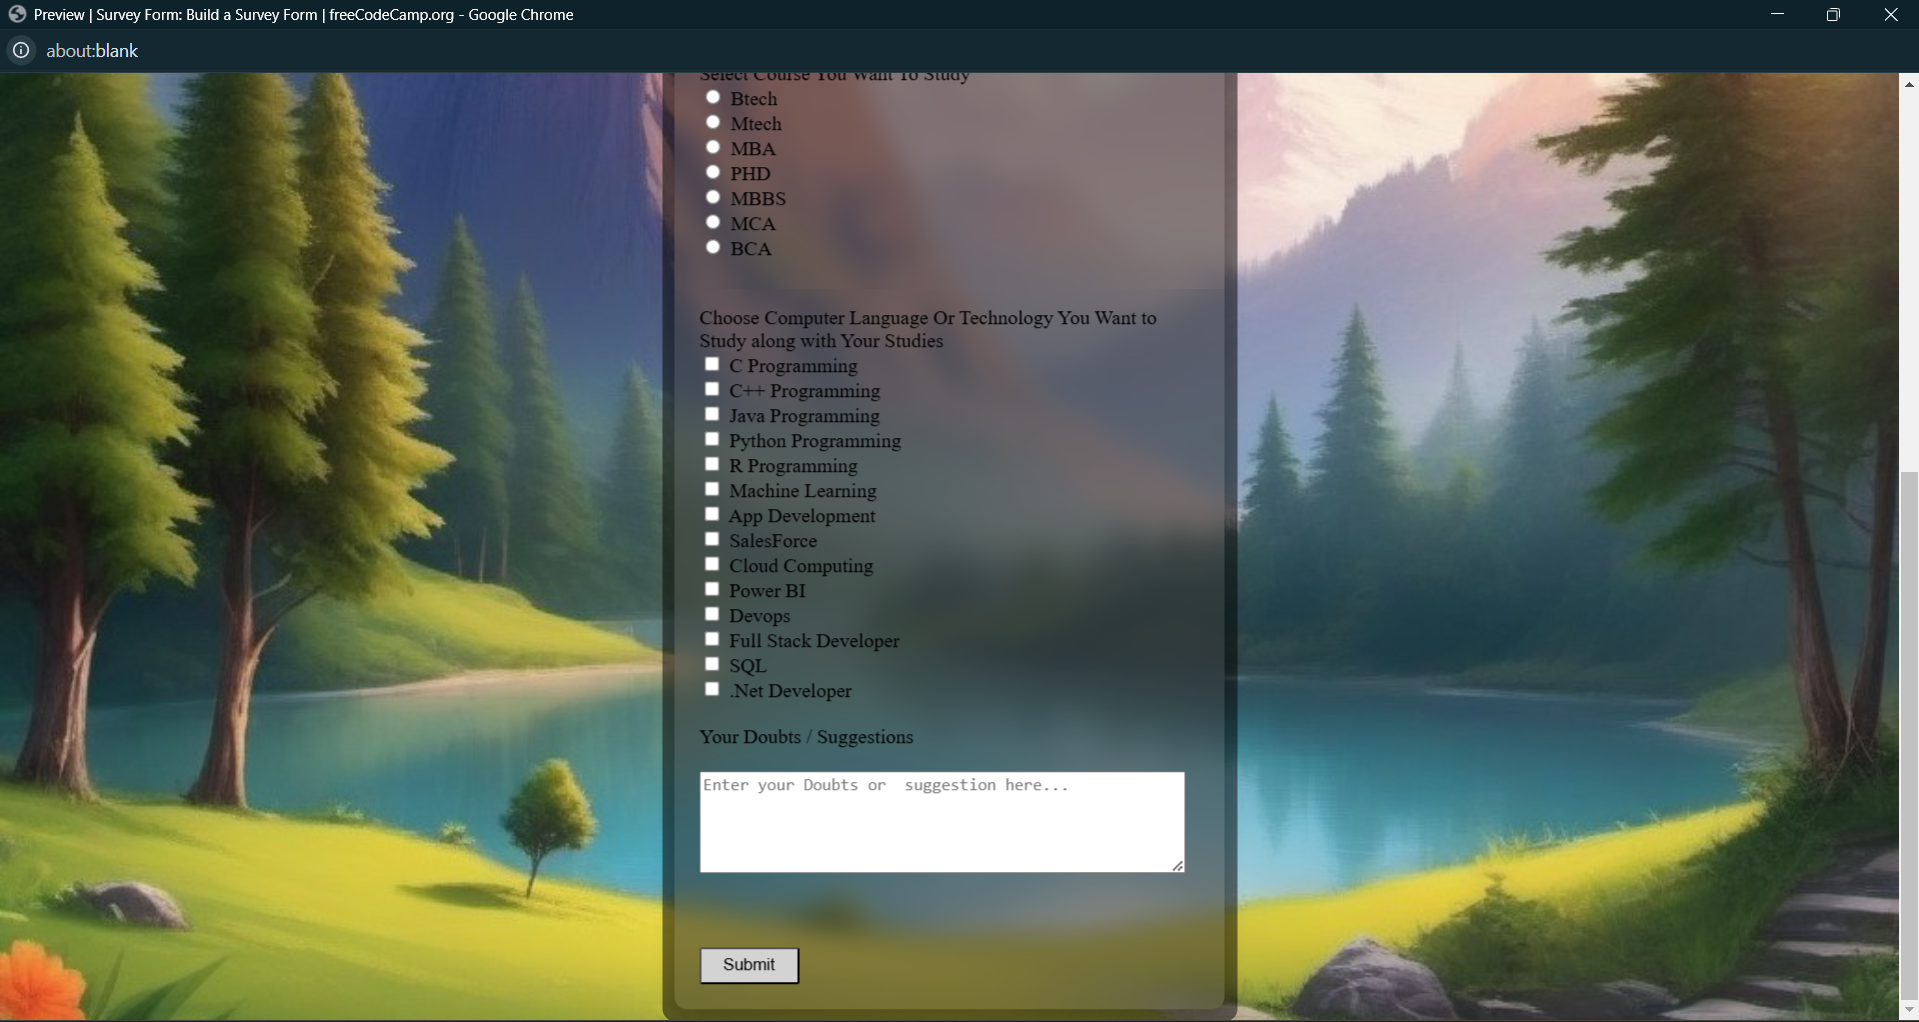 Preview | Survey Form: Build a Survey Form | freeCodeCamp.org - Google Chrome
about:blank
Select Course You Want To Study
Btech
Mtech
MBA
PHD
MBBS
MCA
BCA
Choose Computer Language Or Technology You Want to
Study along with Your Studies
C Programming
C++ Programming
Java Programming
Python Programming
R Programming
Machine Learning
App Development
SalesForce
Cloud Computing
Power BI
Devops
Full Stack Developer
SQL
.Net Developer
Your Doubts / Suggestions
Enter your Doubts or  suggestion here...
Submit